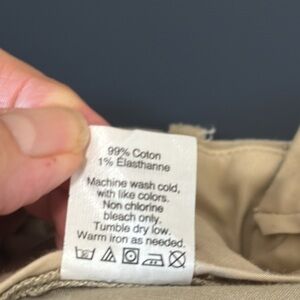 99% Coton
1% Élasthanne
Machine wash cold,
with like colors.
Non chlorine
bleach only.
Tumble dry low.
Warm iron as needed.